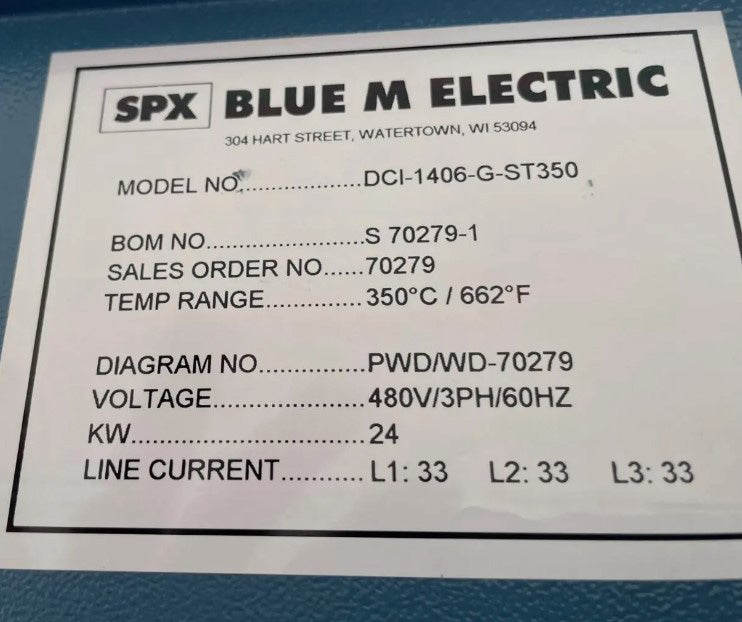 SPX BLUE M ELECTRIC
304 HART STREET, WATERTOWN, WI 53094
MODEL NO...................DCI-1406-G-ST350
BOM NO.........................S 70279-1
SALES ORDER NO......70279
TEMP RANGE...............350°C / 662°F
DIAGRAM NO................PWD/WD-70279
VOLTAGE.......................480V/3PH/60HZ
KW...................................24
LINE CURRENT............L1: 33 L2: 33 L3: 33